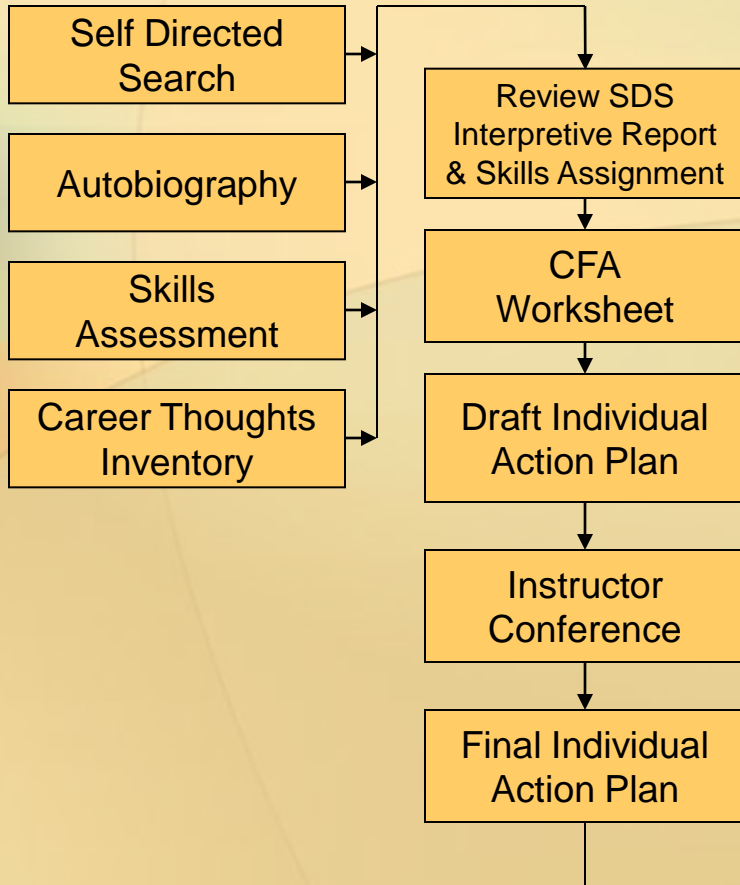 Self Directed
Search
Autobiography
Skills
Assessment
Career Thoughts
Inventory
Review SDS
Interpretive Report
& Skills Assignment
CFA
Worksheet
Draft Individual
Action Plan
Instructor
Conference
Final Individual
Action Plan